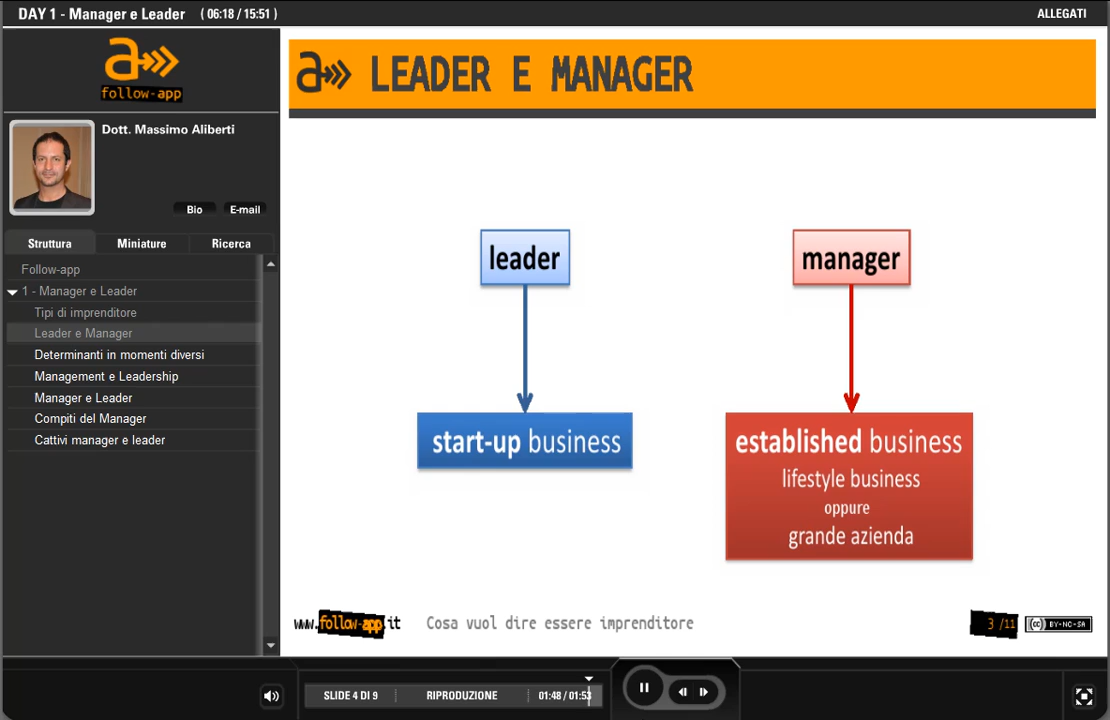 DAY 1 - Manager e Leader ( 06:18 / 15:51 )
ALLEGATI
a
follow-app
Dott. Massimo Aliberti
Bio
E-mail
Struttura
Miniature
Ricerca
Follow-app
1 - Manager e Leader
Tipi di imprenditore
Leader e Manager
Determinanti in momenti diversi
Management e Leadership
Manager e Leader
Compiti del Manager
Cattivi manager e leader
a LEADER E MANAGER
leader
manager
start-up business
established business
lifestyle business
oppure
grande azienda
www.follow-app.it
Cosa vuol dire essere imprenditore
3 /11
cc BY-NC-SA
SLIDE 4 DI 9
RIPRODUZIONE
01:48 / 01:53